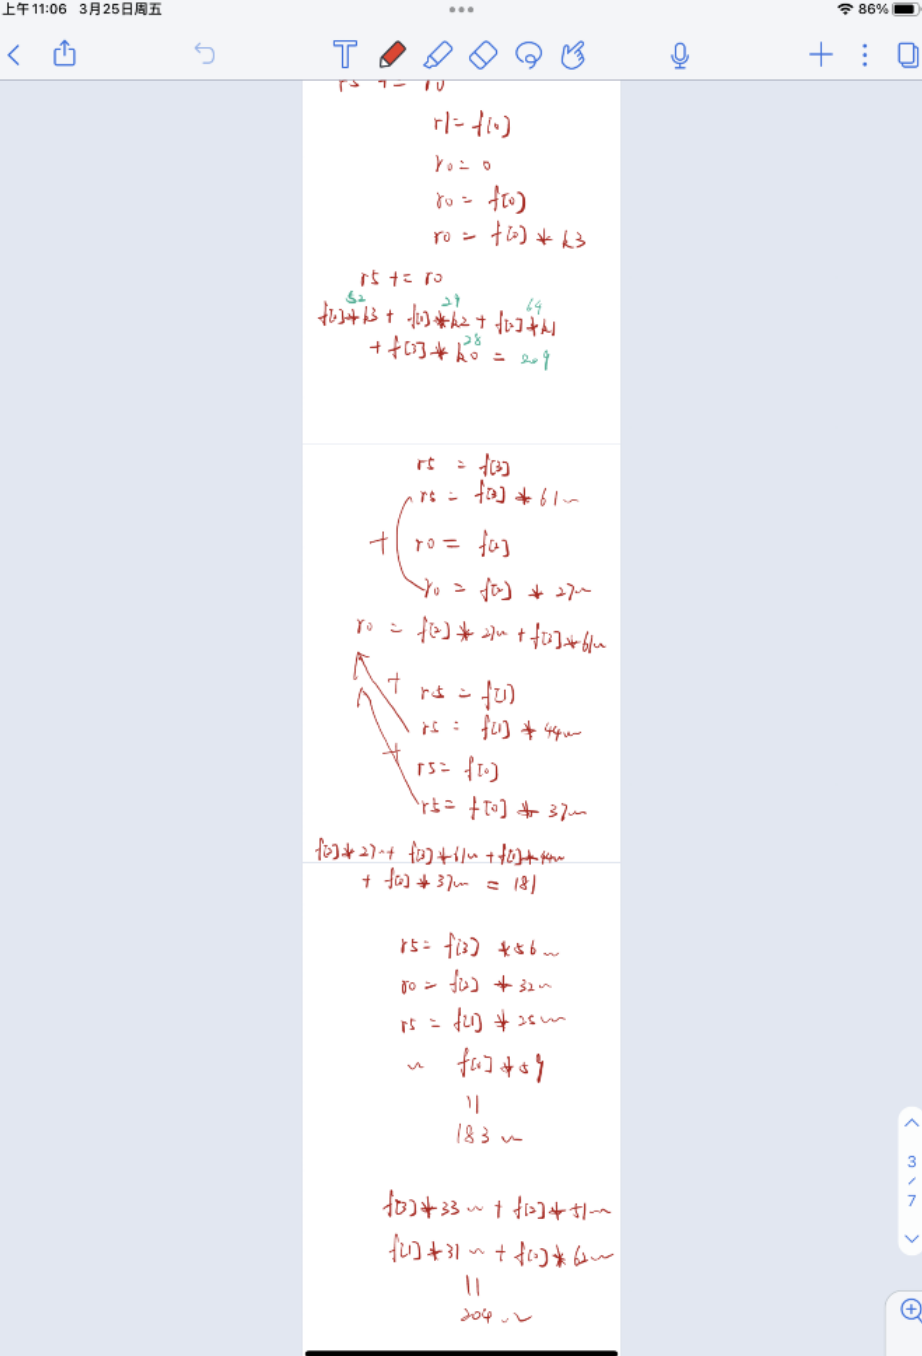 上午11:06 3月25日周五
86%
T
r5 += r0
r1 = f[0]
r0 = 0
r0 = f[0]
r0 = f[0] * k3
r5 += r0
52 29 64
f[0]*k3 + f[1]*k2 + f[2]*k1
28
+ f[3]*k0 = 209
r5 = f[3]
r5 = f[3] * 61~
+ r0 = f[2]
r0 = f[2] * 27~
r0 = f[2] * 27~ + f[3]*61~
+ r5 = f[1]
r5 = f[1] * 44~
+
r5 = f[0]
r5 = f[0] * 37~
f[2]*27~ + f[3]*61~ + f[1]*44~
+ f[0]*37~ = 181
r5 = f[3] *56~
r0 = f[2] *32~
r5 = f[1] *25~
~ f[0]*59
||
183~
f[3]*33~ + f[2]*51~
f[1]*31~ + f[0]*62~
||
204~
3
/
7